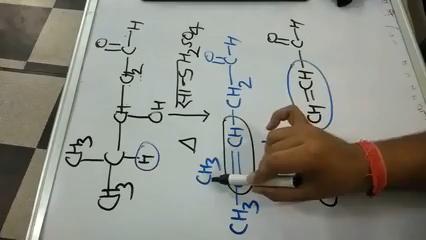 CH3 O
CH3-C-CH-CH2-C-H
H OH
Δ सान्द्र H2SO4
CH3 O
CH3-C=CH-CH2-C-H
O
CH=CH-C-H